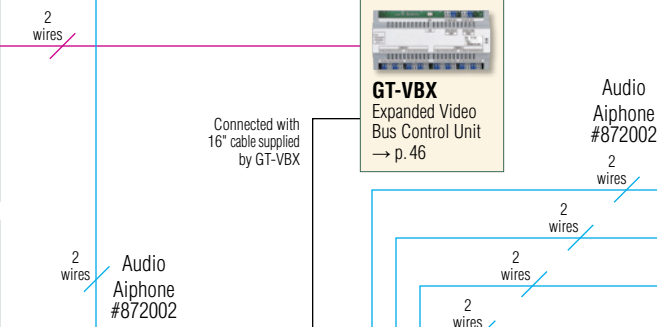 2
wires
GT-VBX
Expanded Video
Bus Control Unit
→ p. 46
Connected with
16" cable supplied
by GT-VBX
Audio
Aiphone
#872002
2
wires
2
wires
2
wires
2
wires
2
wires
Audio
Aiphone
#872002